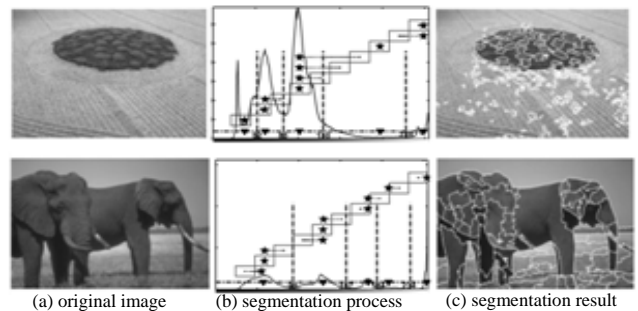 (a) original image (b) segmentation process (c) segmentation result